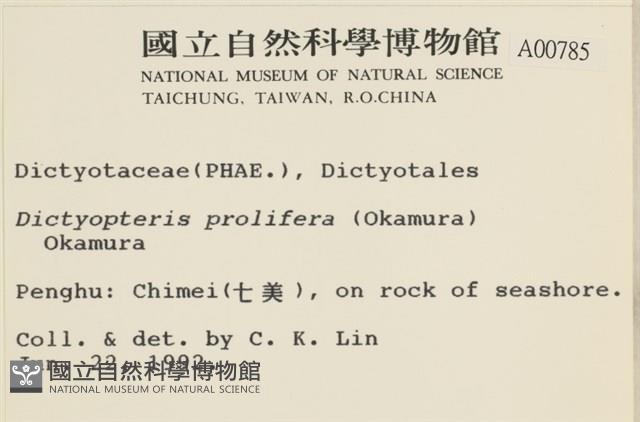 國立自然科學博物館
A00785
NATIONAL MUSEUM OF NATURAL SCIENCE
TAICHUNG, TAIWAN, R.O.CHINA
Dictyotaceae(PHAE.), Dictyotales
Dictyopteris prolifera (Okamura)
Okamura
Penghu: Chimei(七美), on rock of seashore.
Coll. & det. by C. K. Lin
22, 1992
國立自然科學博物館
NATIONAL MUSEUM OF NATURAL SCIENCE